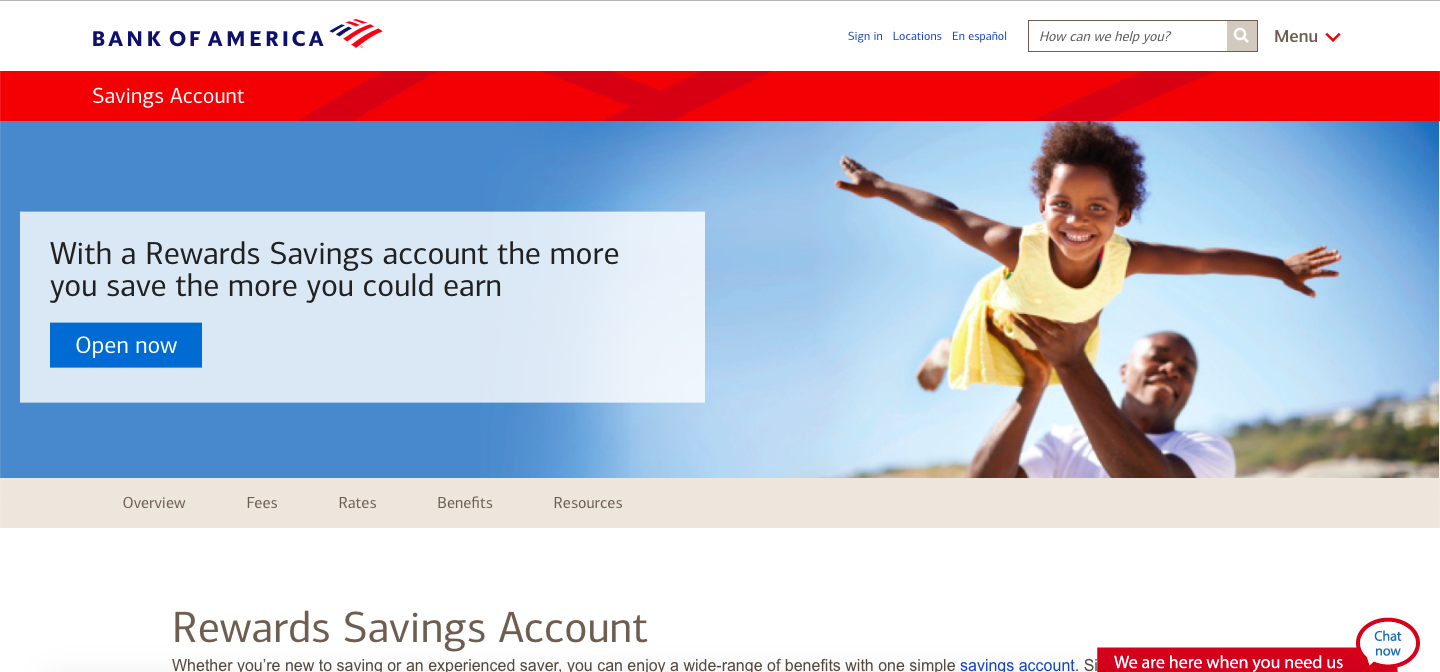 BANK OF AMERICA
Sign in Locations En español
How can we help you?
Menu
Savings Account
With a Rewards Savings account the more
you save the more you could earn
Open now
Overview Fees Rates Benefits Resources
Rewards Savings Account
Whether you're new to saving or an experienced saver, you can enjoy a wide-range of benefits with one simple savings account. Si
We are here when you need us
Chat
now